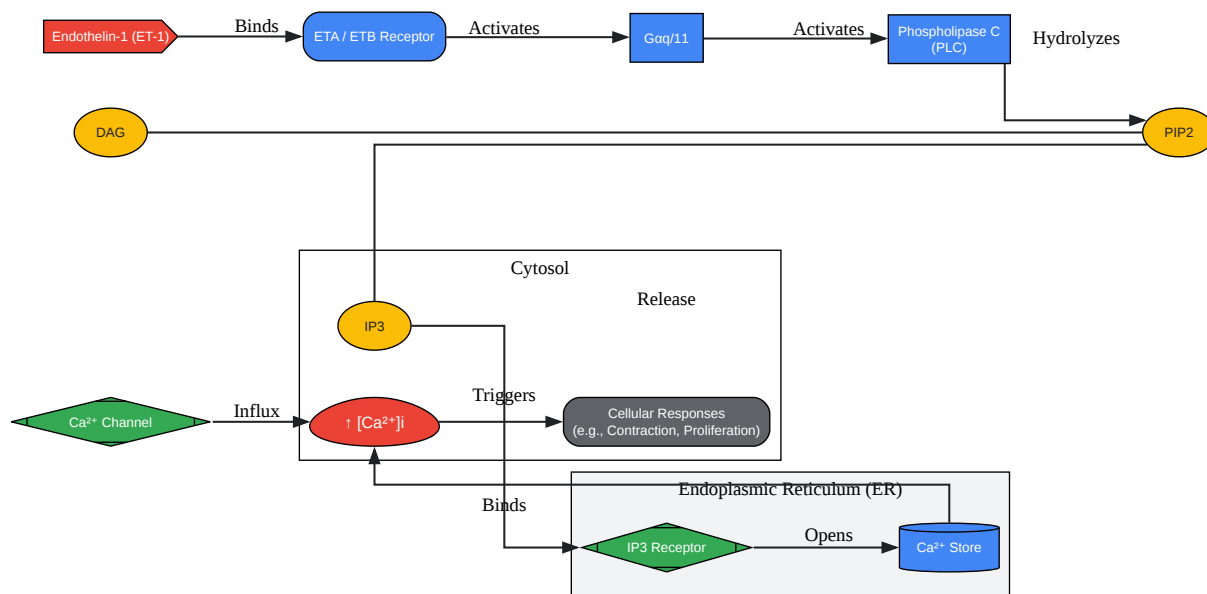 Endothelin-1 (ET-1)
Binds
ETA / ETB Receptor
Activates
Gαq/11
Activates
Phospholipase C
(PLC)
Hydrolyzes
DAG
PIP2
Cytosol
Release
IP3
Triggers
Ca²⁺ Channel
Influx
↑ [Ca²⁺]i
Cellular Responses
(e.g., Contraction, Proliferation)
Endoplasmic Reticulum (ER)
Binds
IP3 Receptor
Opens
Ca²⁺ Store